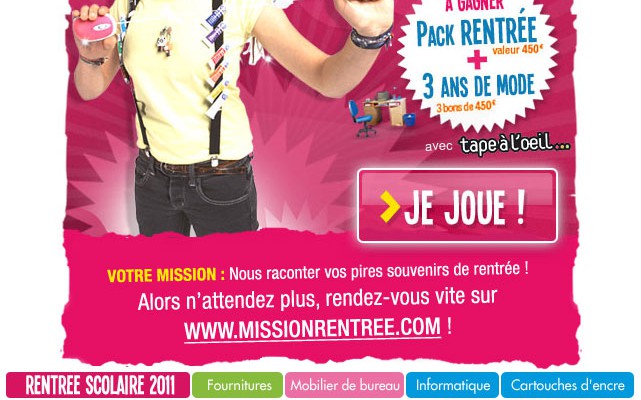 À GAGNER
PACK RENTRÉE
valeur 450€
+
3 ANS DE MODE
3 bons de 450€
avec tape à l'oeil...
JE JOUE !
VOTRE MISSION : Nous raconter vos pires souvenirs de rentrée !
Alors n'attendez plus, rendez-vous vite sur
WWW.MISSIONRENTREE.COM !
RENTREE SCOLAIRE 2011 Fournitures Mobilier de bureau Informatique Cartouches d'encre